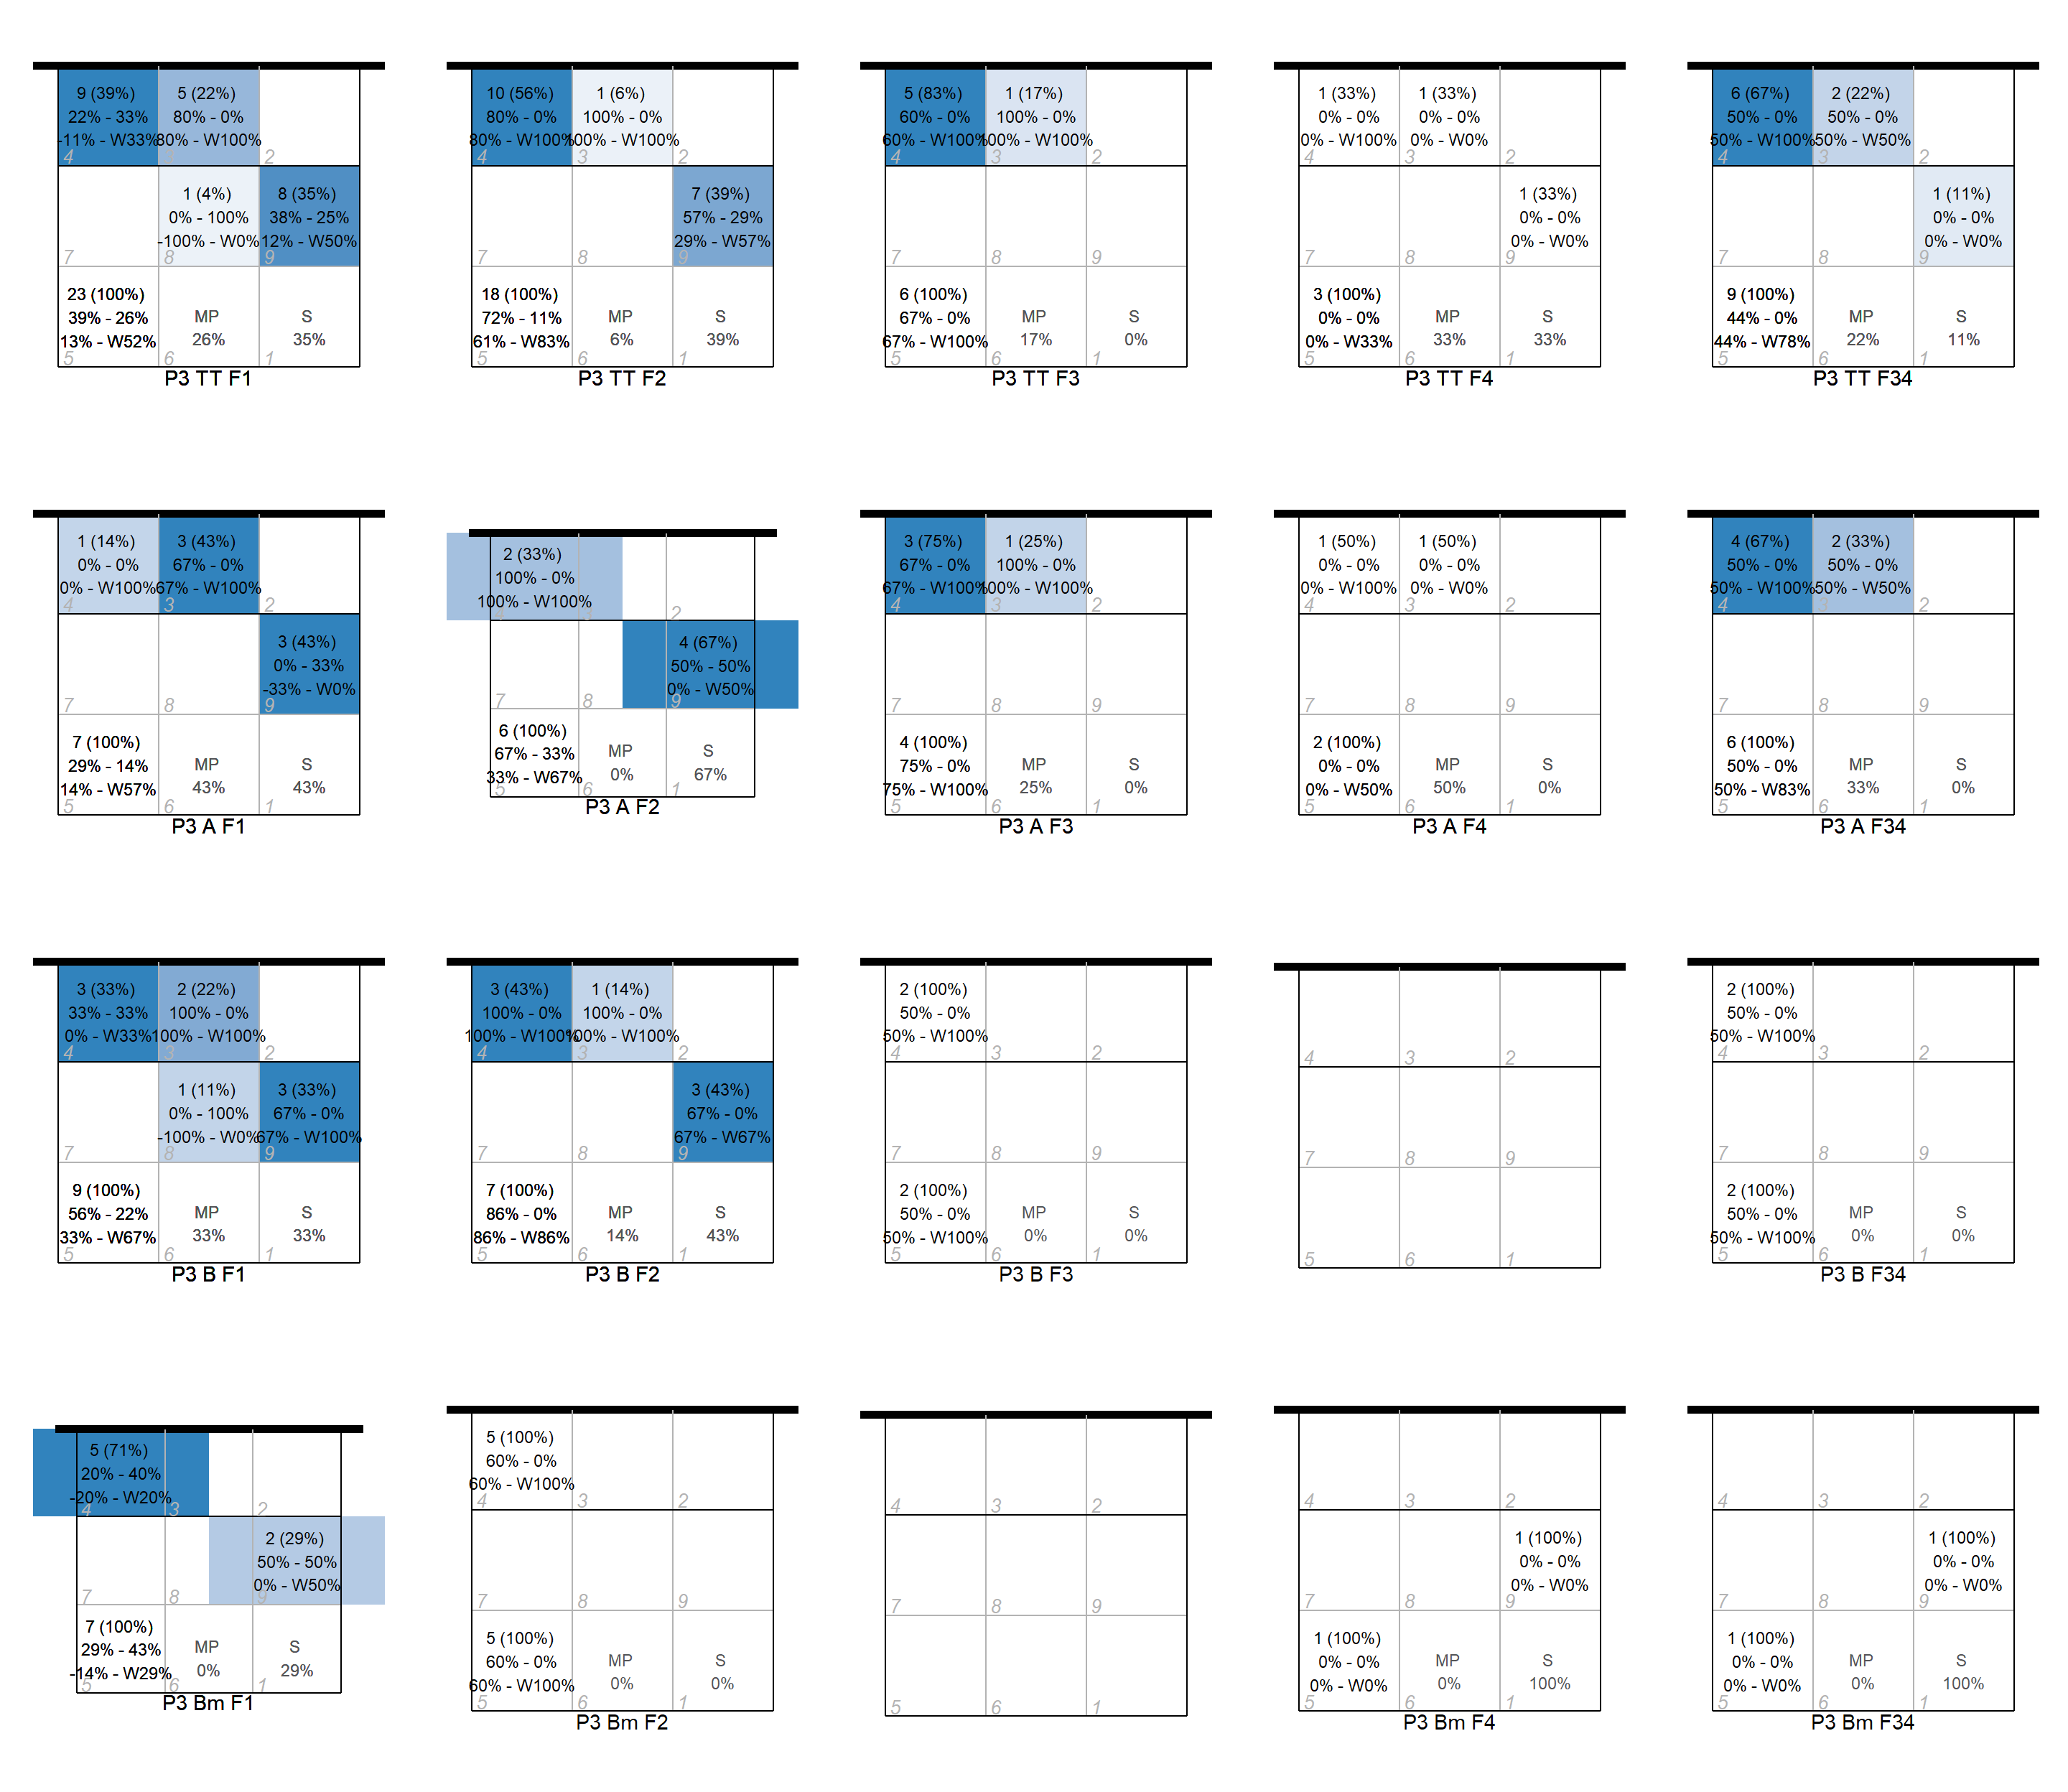 9 (39%)
22% - 33%
-11% - W33%
4
5 (22%)
80% - 0%
80% - W100%
3
2
7
1 (4%)
0% - 100%
-100% - W0%
8
8 (35%)
38% - 25%
12% - W50%
9
23 (100%)
39% - 26%
13% - W52%
5
MP
26%
6
S
35%
1
P3 TT F1
10 (56%)
80% - 0%
80% - W100%
4
1 (6%)
100% - 0%
100% - W100%
3
2
7
8
7 (39%)
57% - 29%
29% - W57%
9
18 (100%)
72% - 11%
61% - W83%
5
MP
6%
6
S
39%
1
P3 TT F2
5 (83%)
60% - 0%
60% - W100%
4
1 (17%)
100% - 0%
100% - W100%
3
2
7
8
9
6 (100%)
67% - 0%
67% - W100%
5
MP
17%
6
S
0%
1
P3 TT F3
1 (33%)
0% - 0%
0% - W100%
4
1 (33%)
0% - 0%
0% - W0%
3
2
7
8
1 (33%)
0% - 0%
0% - W0%
9
3 (100%)
0% - 0%
0% - W33%
5
MP
33%
6
S
33%
1
P3 TT F4
6 (67%)
50% - 0%
50% - W100%
4
2 (22%)
50% - 0%
50% - W50%
3
2
7
8
1 (11%)
0% - 0%
0% - W0%
9
9 (100%)
44% - 0%
44% - W78%
5
MP
22%
6
S
11%
1
P3 TT F34
1 (14%)
0% - 0%
0% - W100%
4
3 (43%)
67% - 0%
67% - W100%
3
2
7
8
3 (43%)
0% - 33%
-33% - W0%
9
7 (100%)
29% - 14%
14% - W57%
5
MP
43%
6
S
43%
1
P3 A F1
2 (33%)
100% - 0%
100% - W100%
2
7
8
4 (67%)
50% - 50%
0% - W50%
9
6 (100%)
67% - 33%
33% - W67%
5
MP
0%
6
S
67%
1
P3 A F2
3 (75%)
67% - 0%
67% - W100%
4
1 (25%)
100% - 0%
100% - W100%
3
2
7
8
9
4 (100%)
75% - 0%
75% - W100%
5
MP
25%
6
S
0%
1
P3 A F3
1 (50%)
0% - 0%
0% - W100%
4
1 (50%)
0% - 0%
0% - W0%
3
2
7
8
9
2 (100%)
0% - 0%
0% - W50%
5
MP
50%
6
S
0%
1
P3 A F4
4 (67%)
50% - 0%
50% - W100%
4
2 (33%)
50% - 0%
50% - W50%
3
2
7
8
9
6 (100%)
50% - 0%
50% - W83%
5
MP
33%
6
S
0%
1
P3 A F34
3 (33%)
33% - 33%
0% - W33%
4
2 (22%)
100% - 0%
100% - W100%
3
2
7
1 (11%)
0% - 100%
-100% - W0%
8
3 (33%)
67% - 0%
67% - W100%
9
9 (100%)
56% - 22%
33% - W67%
5
MP
33%
6
S
33%
1
P3 B F1
3 (43%)
100% - 0%
100% - W100%
4
1 (14%)
100% - 0%
100% - W100%
3
2
7
8
3 (43%)
67% - 0%
67% - W67%
9
7 (100%)
86% - 0%
86% - W86%
5
MP
14%
6
S
43%
1
P3 B F2
2 (100%)
50% - 0%
50% - W100%
4
3
2
7
8
9
2 (100%)
50% - 0%
50% - W100%
5
MP
0%
6
S
0%
1
P3 B F3
4
3
2
7
8
9
5
6
1
2 (100%)
50% - 0%
50% - W100%
4
3
2
7
8
9
2 (100%)
50% - 0%
50% - W100%
5
MP
0%
6
S
0%
1
P3 B F34
5 (71%)
20% - 40%
-20% - W20%
4
3
2
7
8
2 (29%)
50% - 50%
0% - W50%
9
7 (100%)
29% - 43%
-14% - W29%
5
MP
0%
6
S
29%
1
P3 Bm F1
5 (100%)
60% - 0%
60% - W100%
4
3
2
7
8
9
5 (100%)
60% - 0%
60% - W100%
5
MP
0%
6
S
0%
1
P3 Bm F2
4
3
2
7
8
9
5
6
1
4
3
2
7
8
1 (100%)
0% - 0%
0% - W0%
9
1 (100%)
0% - 0%
0% - W0%
5
MP
0%
6
S
100%
1
P3 Bm F4
4
3
2
7
8
1 (100%)
0% - 0%
0% - W0%
9
1 (100%)
0% - 0%
0% - W0%
5
MP
0%
6
S
100%
1
P3 Bm F34